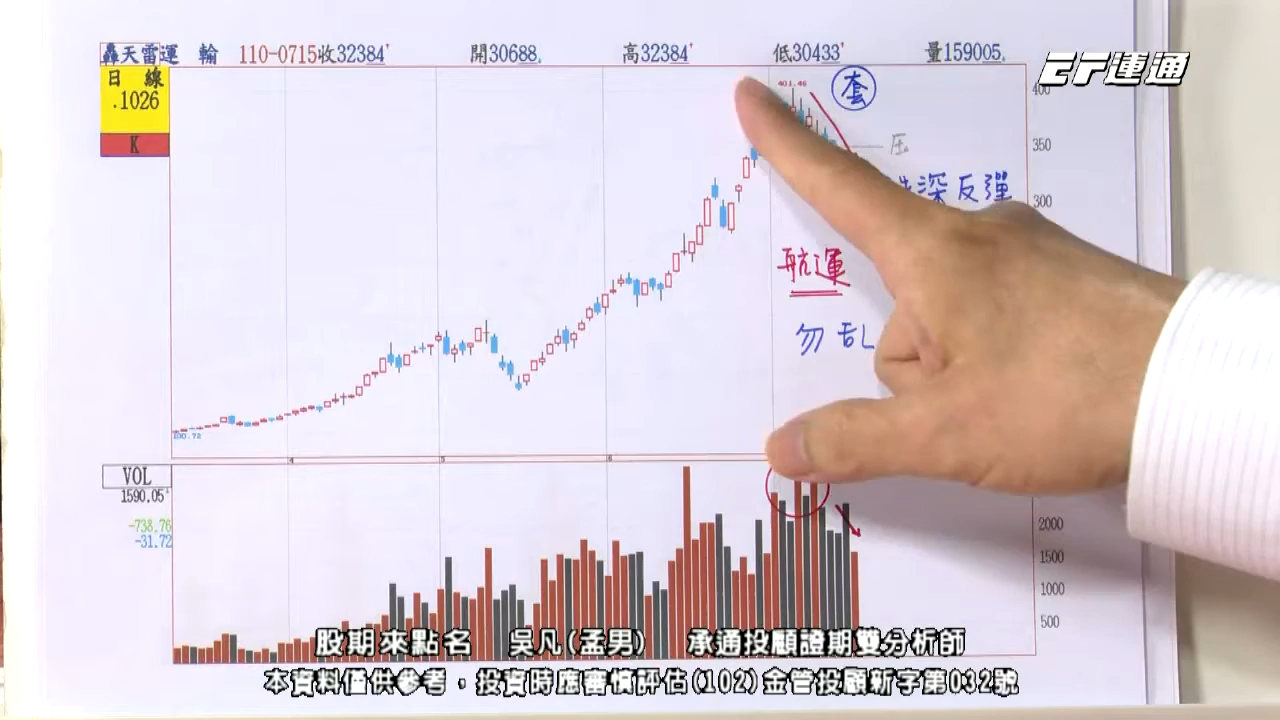 轟天雷運 輸 110-0715收32384' 開30688. 高32384' 低30433' 量159005.
EF運通
日 線
.1026
K
401.46
套
400
压
350
深反彈
300
航運
勿乱
100.72
4 5 6
VOL
1590.05'
-738.76
-31.72
2000
1500
1000
500
股期來點名 吳凡(孟男) 承通投顧證期雙分析師
本資料僅供參考，投資時應審慎評估(102)金管投顧新字第032號